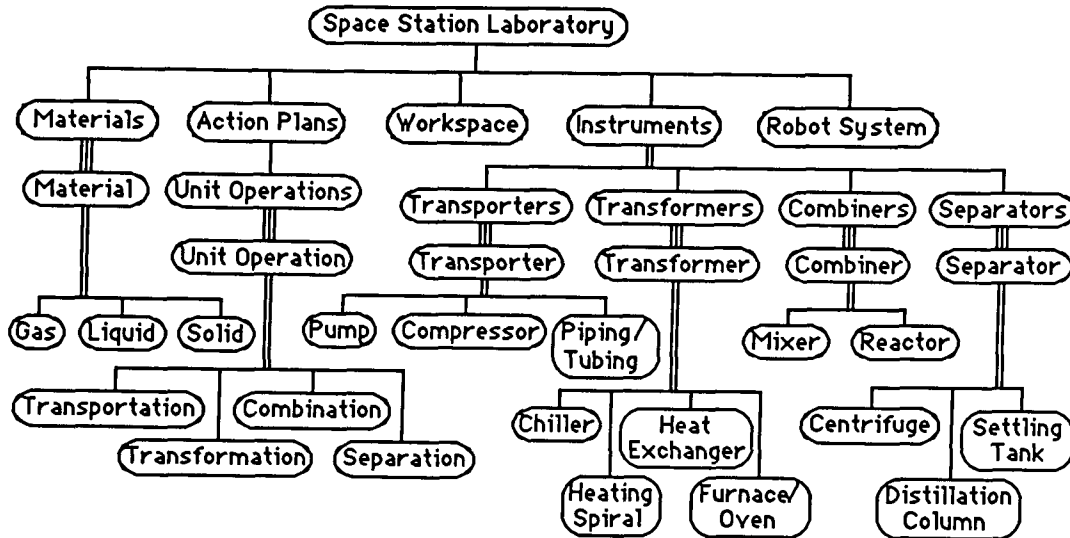 Space Station Laboratory
Materials
Action Plans
Workspace
Instruments
Robot System
Material
Unit Operations
Transporters
Transformers
Combiners
Separators
Unit Operation
Transporter
Transformer
Combiner
Separator
Gas
Liquid
Solid
Pump
Compressor
Piping/
Tubing
Mixer
Reactor
Transportation
Combination
Transformation
Separation
Chiller
Heat
Exchanger
Heating
Spiral
Furnace/
Oven
Centrifuge
Settling
Tank
Distillation
Column